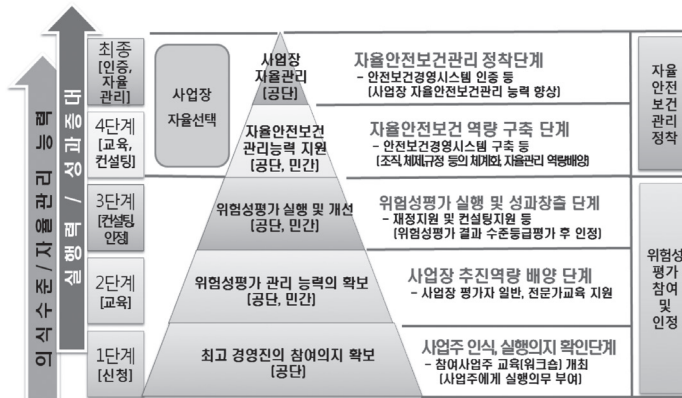 의식수준/자율관리 능력
실행력 / 성과증대
최종
[인증,
자율
관리]
사업장
자율선택
사업장
자율관리
[공단]
자율안전보건관리 정착단계
- 안전보건경영시스템 인증 등
[사업장 자율안전보건관리 능력 향상]
자율
안전
보건
관리
정착
4단계
[교육,
컨설팅]
자율안전보건
관리능력 지원
[공단, 민간]
자율안전보건 역량 구축 단계
- 안전보건경영시스템 구축 등
[조직,체제,규정 등의 체계화, 자율관리 역량배양]
3단계
[컨설팅
인정]
위험성평가 실행 및 개선
[공단, 민간]
위험성평가 실행 및 성과창출 단계
- 재정지원 및 컨설팅지원 등
[위험성평가 결과 수준등급평가 후 인정]
위험성
평가
참여
및
인정
2단계
[교육]
위험성평가 관리 능력의 확보
[공단, 민간]
사업장 추진역량 배양 단계
- 사업장 평가자 일반, 전문가교육 지원
1단계
[신청]
최고 경영진의 참여의지 확보
[공단]
사업주 인식, 실행의지 확인단계
- 참여사업주 교육[워크숍] 개최
[사업주에게 실행의무 부여]